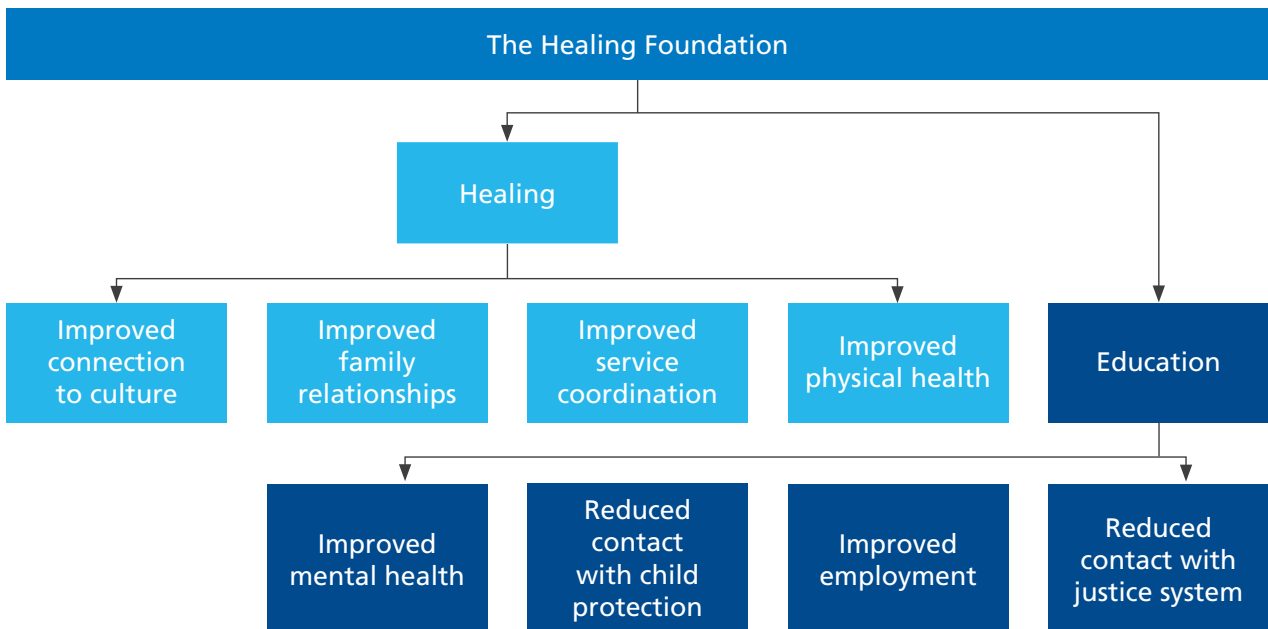 The Healing Foundation
Healing
Improved
connection
to culture
Improved
family
relationships
Improved
service
coordination
Improved
physical health
Education
Improved
mental health
Reduced
contact
with child
protection
Improved
employment
Reduced
contact with
justice system